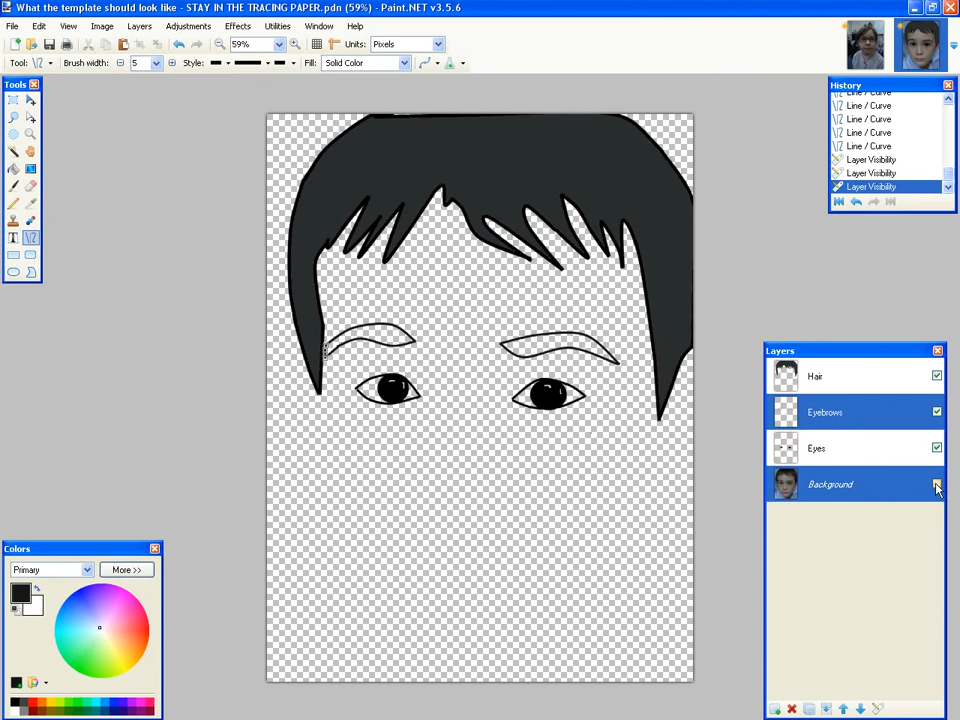 What the template should look like - STAY IN THE TRACING PAPER.pdn (59%) - Paint.NET v3.5.6
File Edit View Image Layers Adjustments Effects Utilities Window Help
59% Units: Pixels
Tool: Brush width: 5 Style: Fill: Solid Color
Tools
History
Line / Curve
Line / Curve
Line / Curve
Line / Curve
Line / Curve
Layer Visibility
Layer Visibility
Layer Visibility
T
Layers
Hair
Eyebrows
Eyes
Background
Colors
Primary More >>